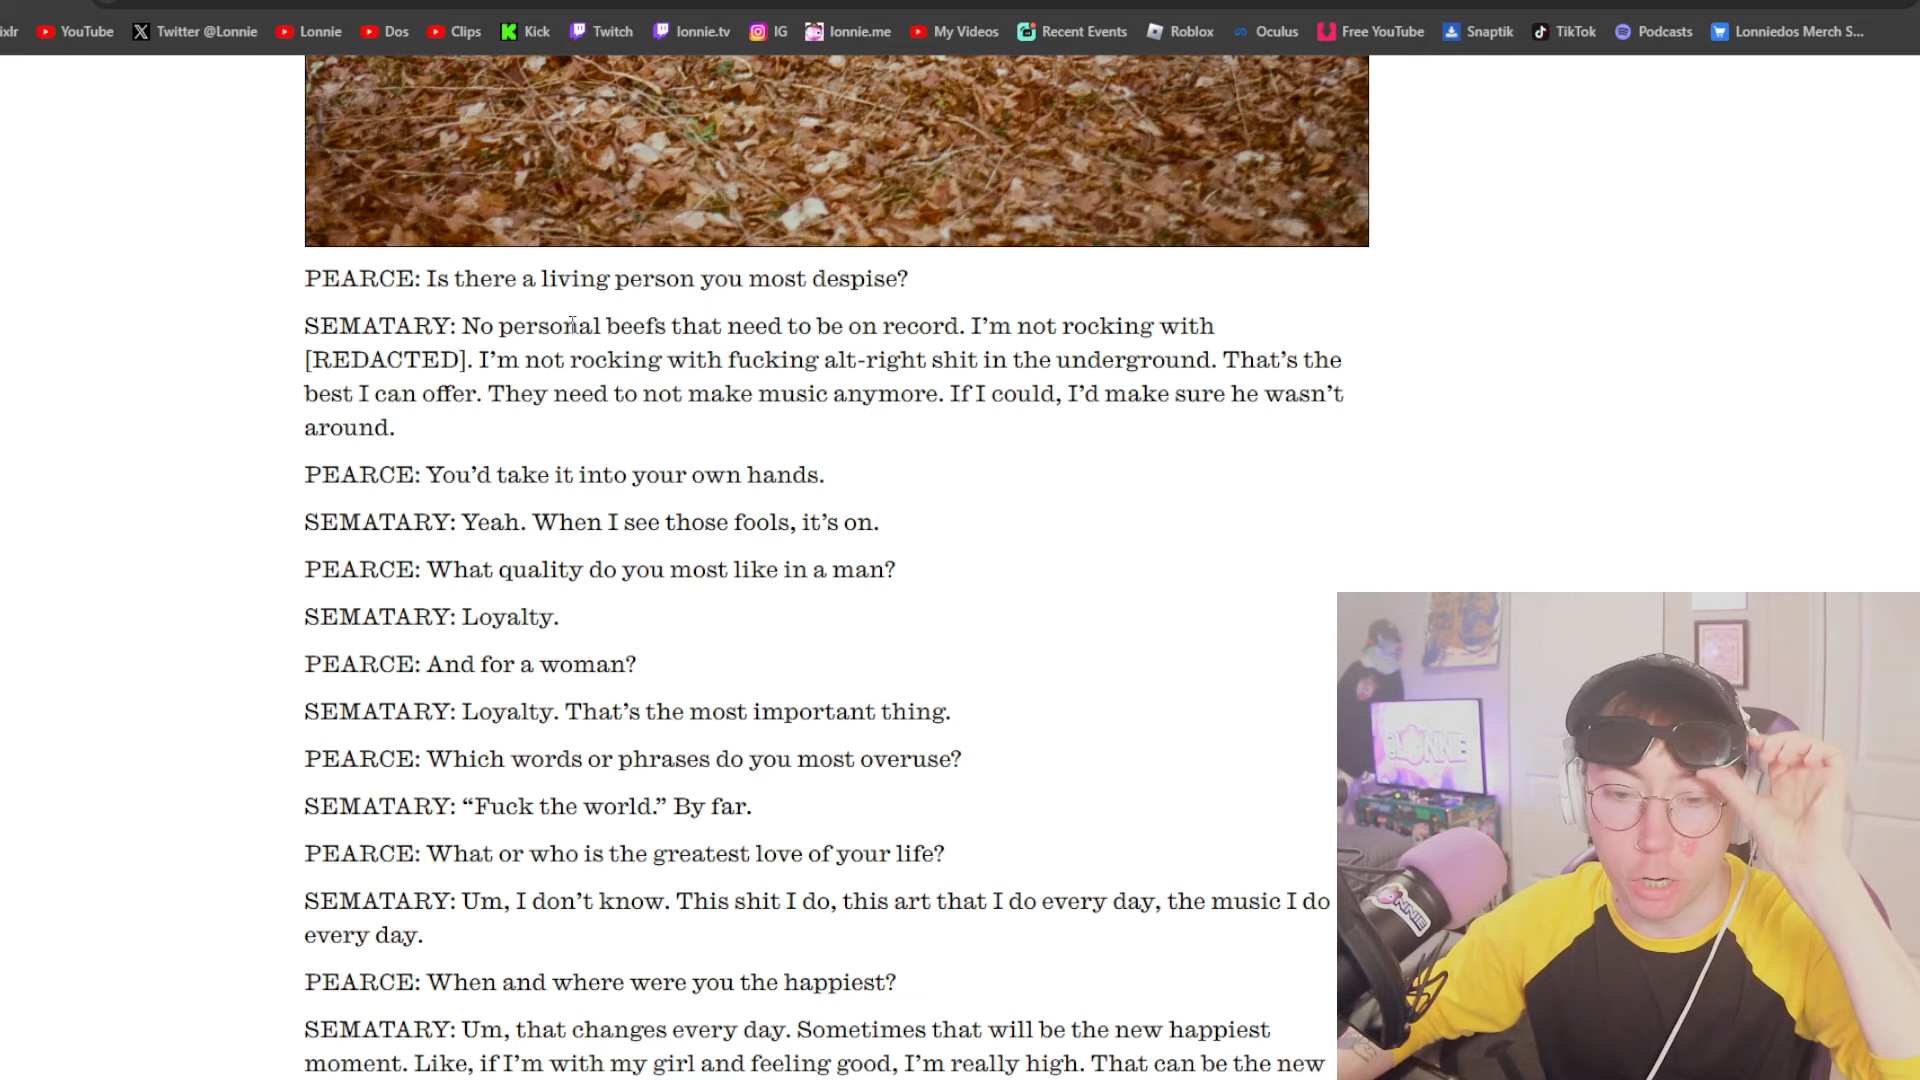 ixlr YouTube Twitter @Lonnie Lonnie Dos Clips Kick Twitch lonnie.tv IG lonnie.me My Videos Recent Events Roblox Oculus Free YouTube Snaptik TikTok Podcasts Lonniedos Merch S...
PEARCE: Is there a living person you most despise?
SEMATARY: No personal beefs that need to be on record. I’m not rocking with
[REDACTED]. I’m not rocking with fucking alt-right shit in the underground. That’s the
best I can offer. They need to not make music anymore. If I could, I’d make sure he wasn’t
around.
PEARCE: You’d take it into your own hands.
SEMATARY: Yeah. When I see those fools, it’s on.
PEARCE: What quality do you most like in a man?
SEMATARY: Loyalty.
PEARCE: And for a woman?
SEMATARY: Loyalty. That’s the most important thing.
PEARCE: Which words or phrases do you most overuse?
SEMATARY: “Fuck the world.” By far.
PEARCE: What or who is the greatest love of your life?
SEMATARY: Um, I don’t know. This shit I do, this art that I do every day, the music I do
every day.
PEARCE: When and where were you the happiest?
SEMATARY: Um, that changes every day. Sometimes that will be the new happiest
moment. Like, if I’m with my girl and feeling good, I’m really high. That can be the new